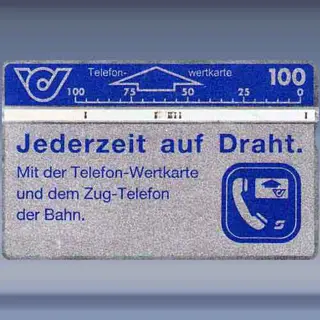 Telefon- wertkarte 100
100 75 50 25 0
Jederzeit auf Draht.
Mit der Telefon-Wertkarte
und dem Zug-Telefon
der Bahn.